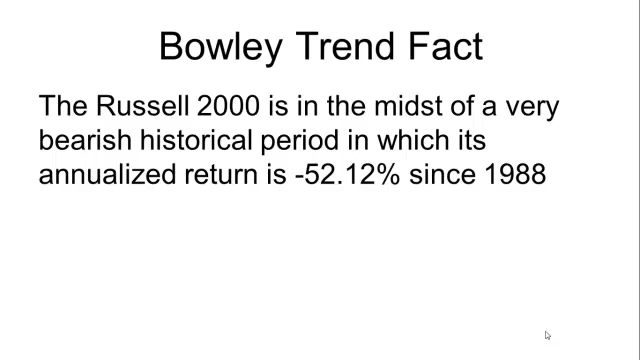 Bowley Trend Fact
The Russell 2000 is in the midst of a very
bearish historical period in which its
annualized return is -52.12% since 1988